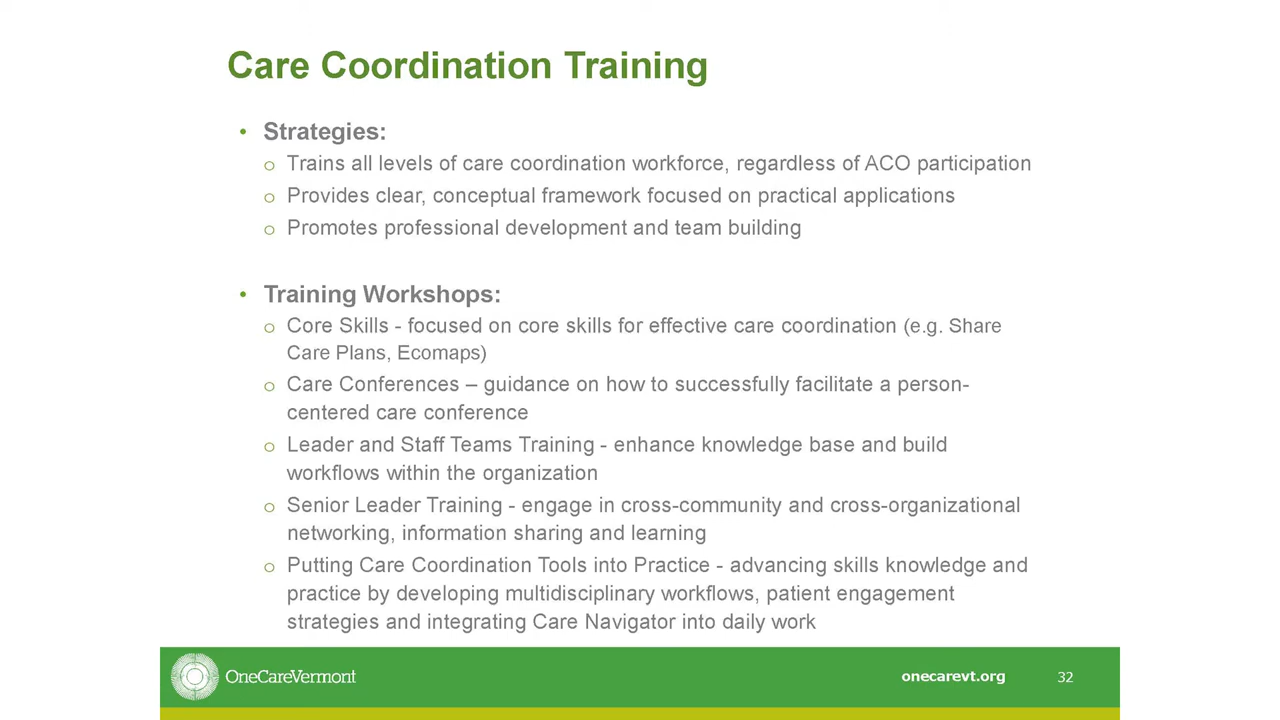 Care Coordination Training
• Strategies:
o Trains all levels of care coordination workforce, regardless of ACO participation
o Provides clear, conceptual framework focused on practical applications
o Promotes professional development and team building
• Training Workshops:
o Core Skills - focused on core skills for effective care coordination (e.g. Share
Care Plans, Ecomaps)
o Care Conferences – guidance on how to successfully facilitate a person-
centered care conference
o Leader and Staff Teams Training - enhance knowledge base and build
workflows within the organization
o Senior Leader Training - engage in cross-community and cross-organizational
networking, information sharing and learning
o Putting Care Coordination Tools into Practice - advancing skills knowledge and
practice by developing multidisciplinary workflows, patient engagement
strategies and integrating Care Navigator into daily work
OneCareVermont
onecarevt.org 32